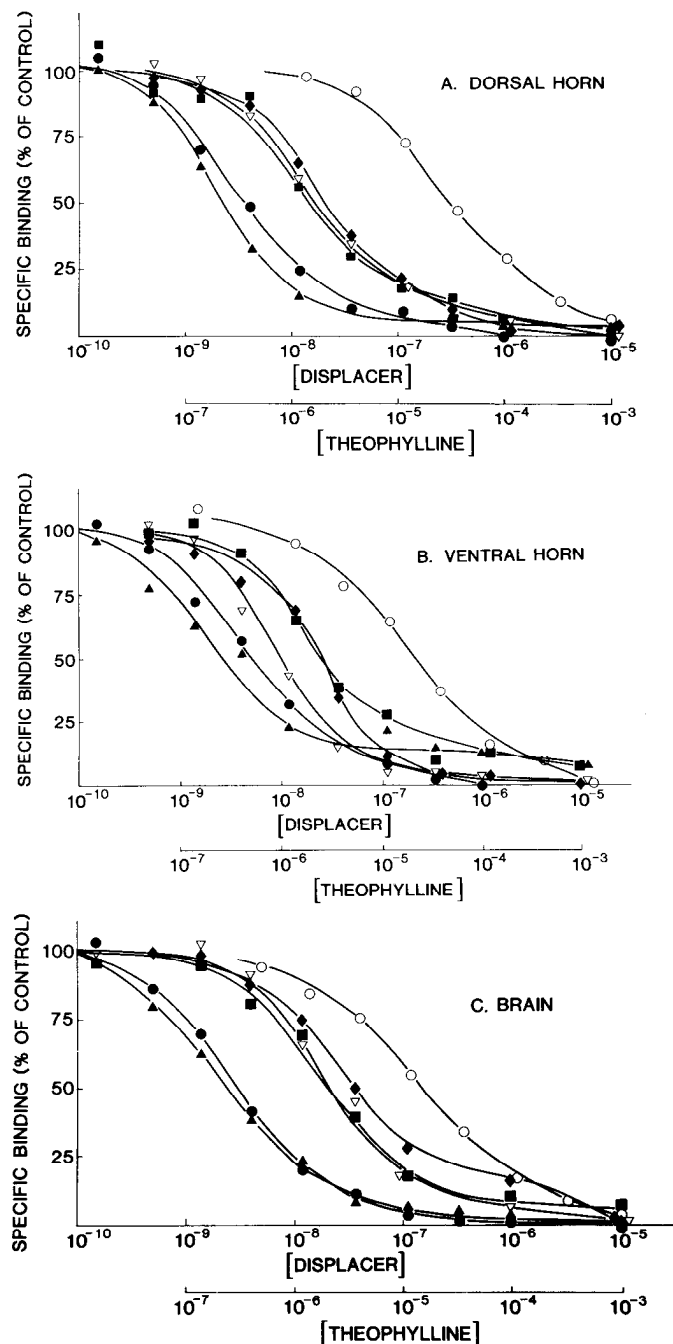 A. DORSAL HORN
SPECIFIC BINDING (% OF CONTROL)
100
75
50
25
10⁻¹⁰ 10⁻⁹ 10⁻⁸ 10⁻⁷ 10⁻⁶ 10⁻⁵
[DISPLACER]
10⁻⁷ 10⁻⁶ 10⁻⁵ 10⁻⁴ 10⁻³
[THEOPHYLLINE]
B. VENTRAL HORN
SPECIFIC BINDING (% OF CONTROL)
100
75
50
25
10⁻¹⁰ 10⁻⁹ 10⁻⁸ 10⁻⁷ 10⁻⁶ 10⁻⁵
[DISPLACER]
10⁻⁷ 10⁻⁶ 10⁻⁵ 10⁻⁴ 10⁻³
[THEOPHYLLINE]
C. BRAIN
SPECIFIC BINDING (% OF CONTROL)
100
75
50
25
10⁻¹⁰ 10⁻⁹ 10⁻⁸ 10⁻⁷ 10⁻⁶ 10⁻⁵
[DISPLACER]
10⁻⁷ 10⁻⁶ 10⁻⁵ 10⁻⁴ 10⁻³
[THEOPHYLLINE]